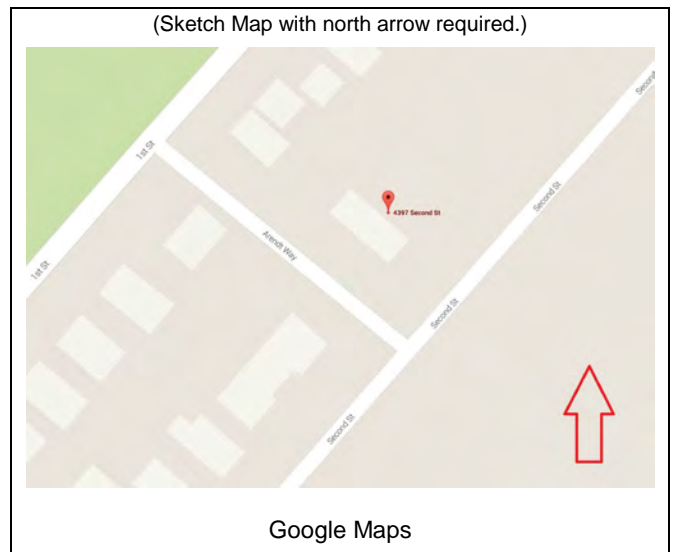 (Sketch Map with north arrow required.)
Second St
1st St
Second St
4397 Second St
Arendt Way
1st St
Second St
Second St
Google Maps